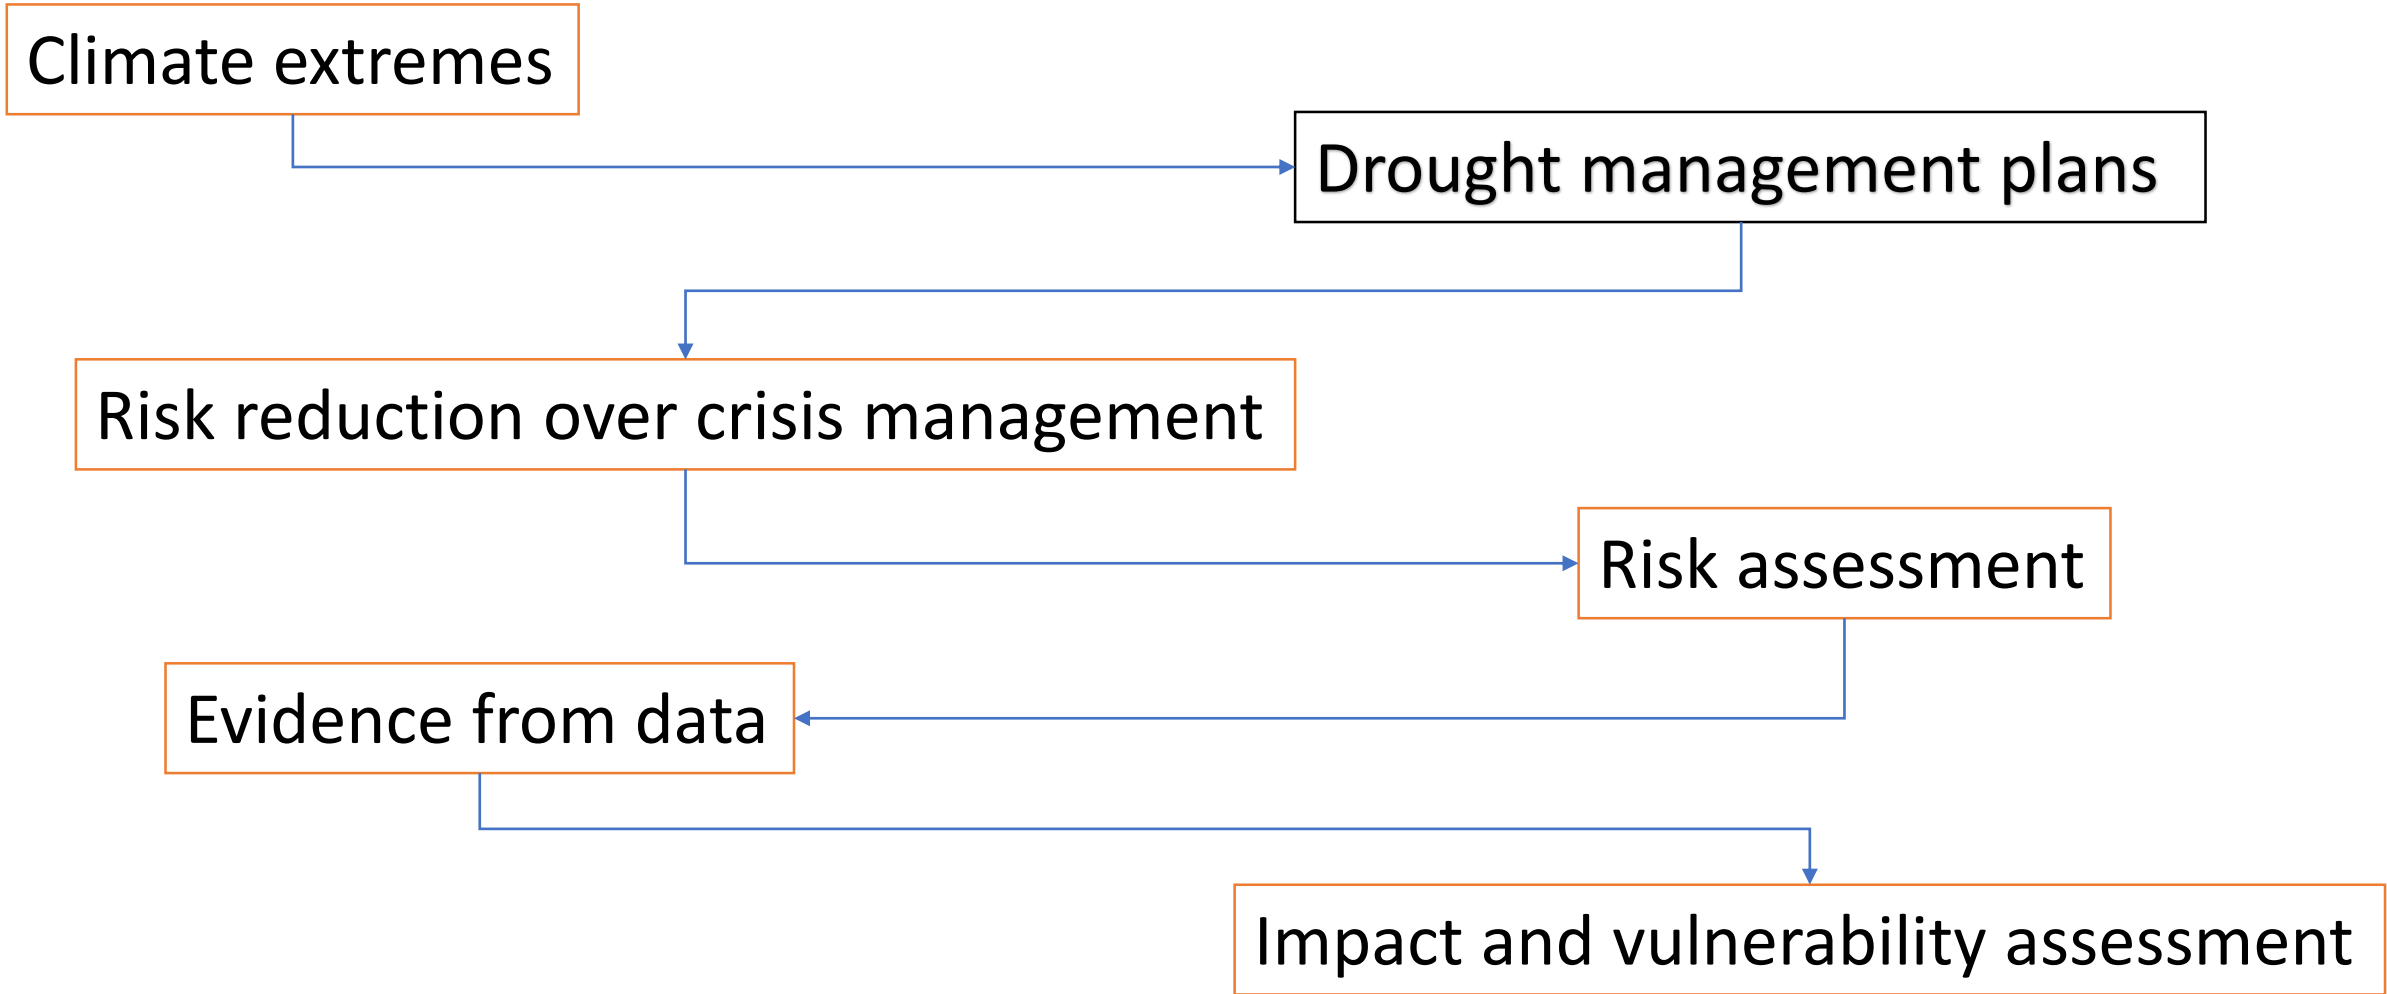 Climate extremes
Drought management plans
Risk reduction over crisis management
Risk assessment
Evidence from data
Impact and vulnerability assessment